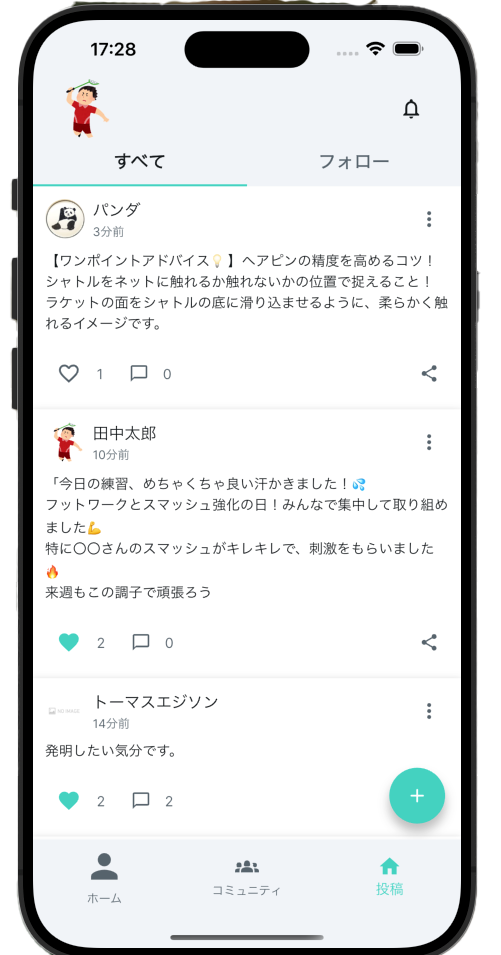 17:28
すべて
フォロー
パンダ
3分前
【ワンポイントアドバイス💡】ヘアピンの精度を高めるコツ！
シャトルをネットに触れるか触れないかの位置で捉えること！
ラケットの面をシャトルの底に滑り込ませるように、柔らかく触
れるイメージです。
1
0
田中太郎
10分前
「今日の練習、めちゃくちゃ良い汗かきました！💦
フットワークとスマッシュ強化の日！みんなで集中して取り組め
ました💪
特に〇〇さんのスマッシュがキレキレで、刺激をもらいました
🔥
来週もこの調子で頑張ろう
2
0
NO IMAGE
トーマスエジソン
14分前
発明したい気分です。
2
2
ホーム
コミュニティ
投稿